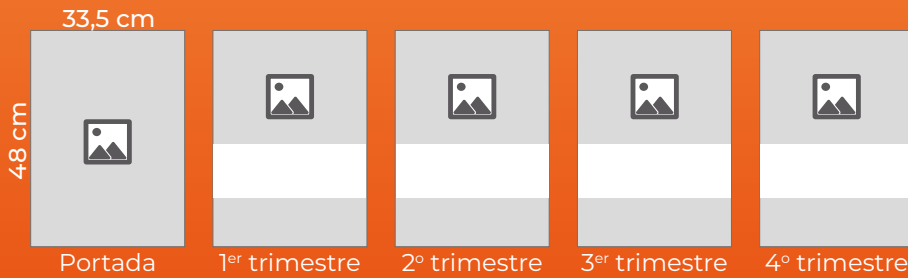 33,5 cm
48 cm
Portada
1er trimestre
2o trimestre
3er trimestre
4o trimestre